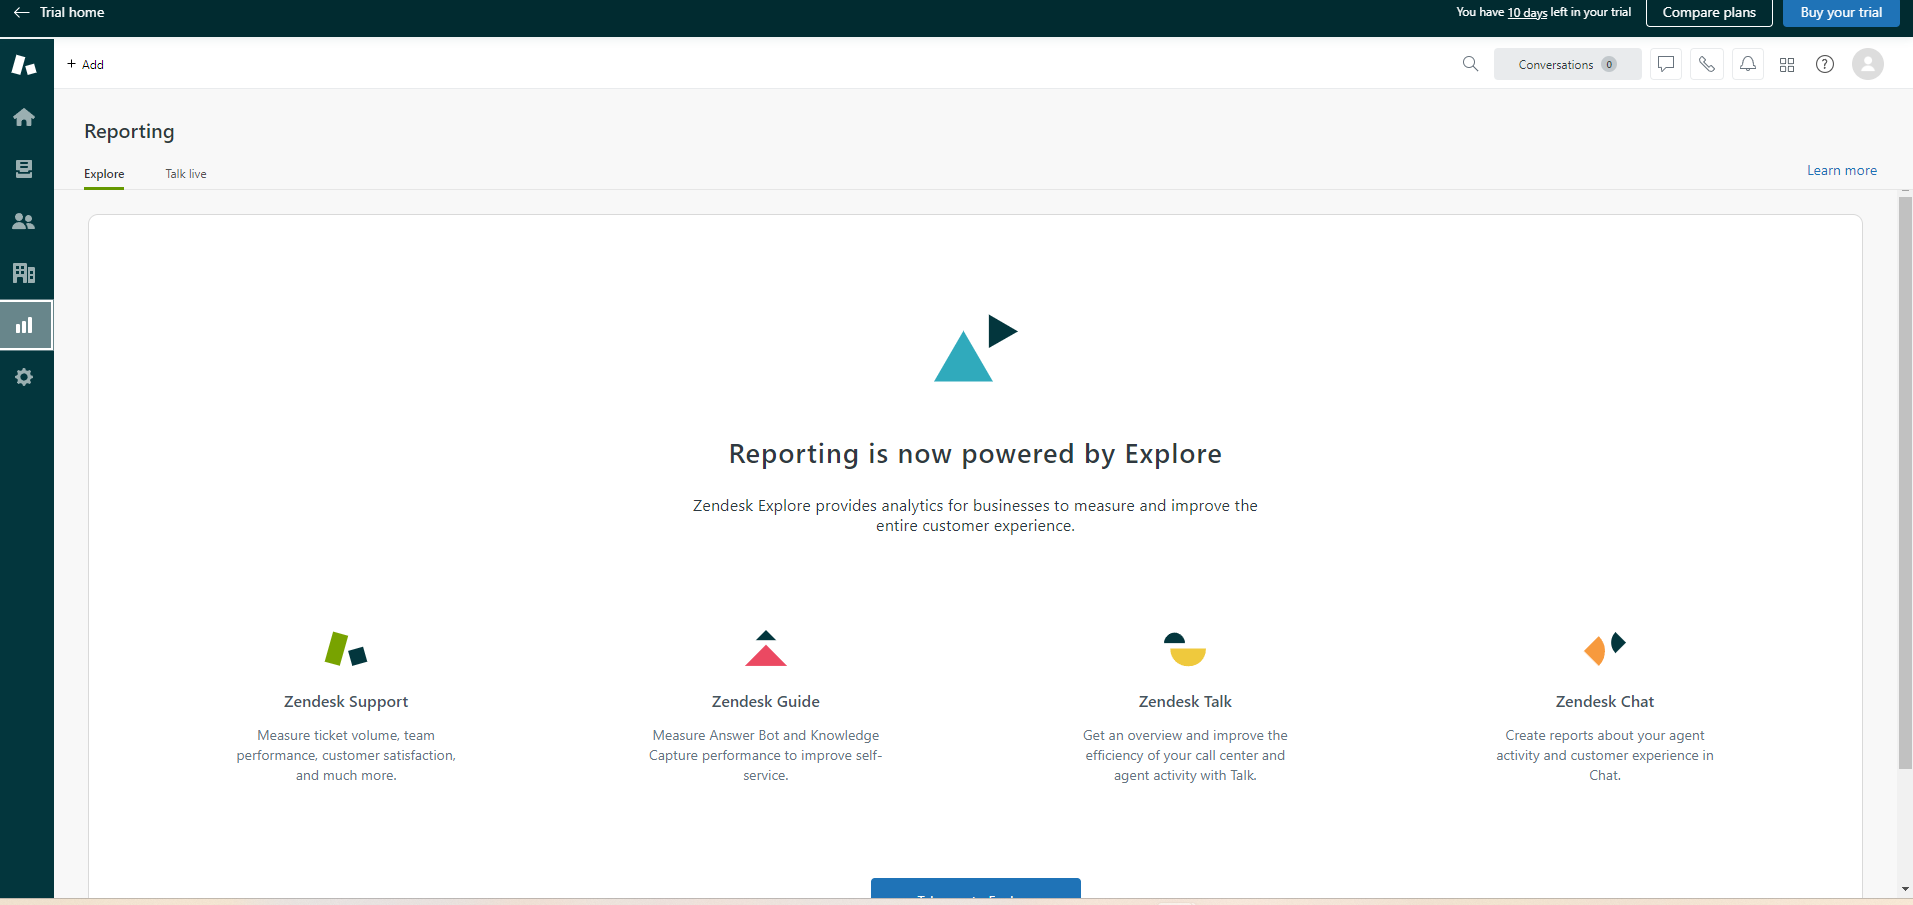 Trial home
You have 10 days left in your trial
Compare plans
Buy your trial
+ Add
Conversations 0
Reporting
Explore
Talk live
Learn more
Reporting is now powered by Explore
Zendesk Explore provides analytics for businesses to measure and improve the
entire customer experience.
Zendesk Support
Measure ticket volume, team
performance, customer satisfaction,
and much more.
Zendesk Guide
Measure Answer Bot and Knowledge
Capture performance to improve self-
service.
Zendesk Talk
Get an overview and improve the
efficiency of your call center and
agent activity with Talk.
Zendesk Chat
Create reports about your agent
activity and customer experience in
Chat.